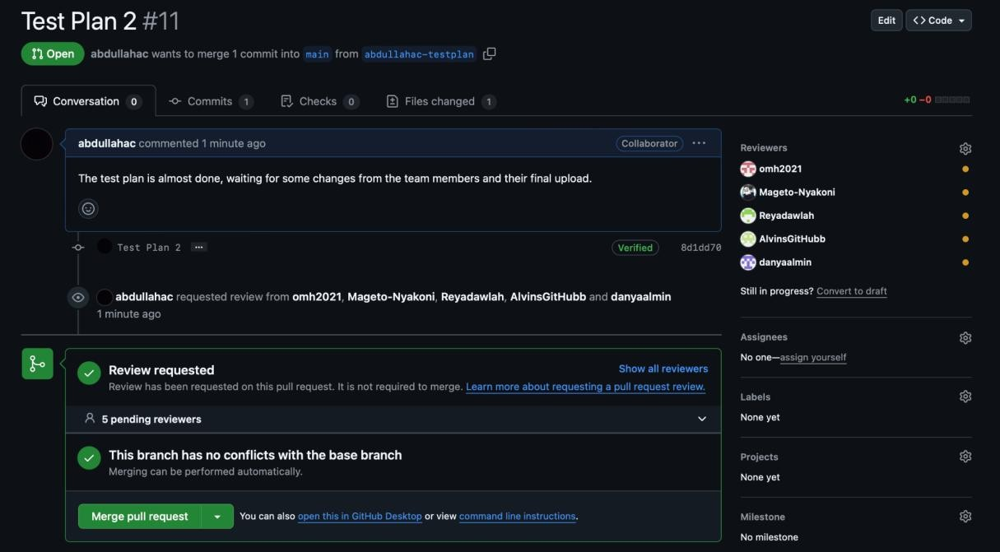 Test Plan 2 #11
Edit
<> Code
Open
abdullahac wants to merge 1 commit into main from abdullahac-testplan
Conversation 0
Commits 1
Checks 0
Files changed 1
+0 −0
abdullahac commented 1 minute ago
Collaborator
...
The test plan is almost done, waiting for some changes from the team members and their final upload.
Test Plan 2 ...
Verified
8d1dd70
abdullahac requested review from omh2021, Mageto-Nyakoni, Reyadawlah, AlvinsGitHubb and danyaalmin
1 minute ago
Review requested
Show all reviewers
Review has been requested on this pull request. It is not required to merge. Learn more about requesting a pull request review.
5 pending reviewers
This branch has no conflicts with the base branch
Merging can be performed automatically.
Merge pull request
You can also open this in GitHub Desktop or view command line instructions.
Reviewers
omh2021
Mageto-Nyakoni
Reyadawlah
AlvinsGitHubb
danyaalmin
Still in progress? Convert to draft
Assignees
No one—assign yourself
Labels
None yet
Projects
None yet
Milestone
No milestone